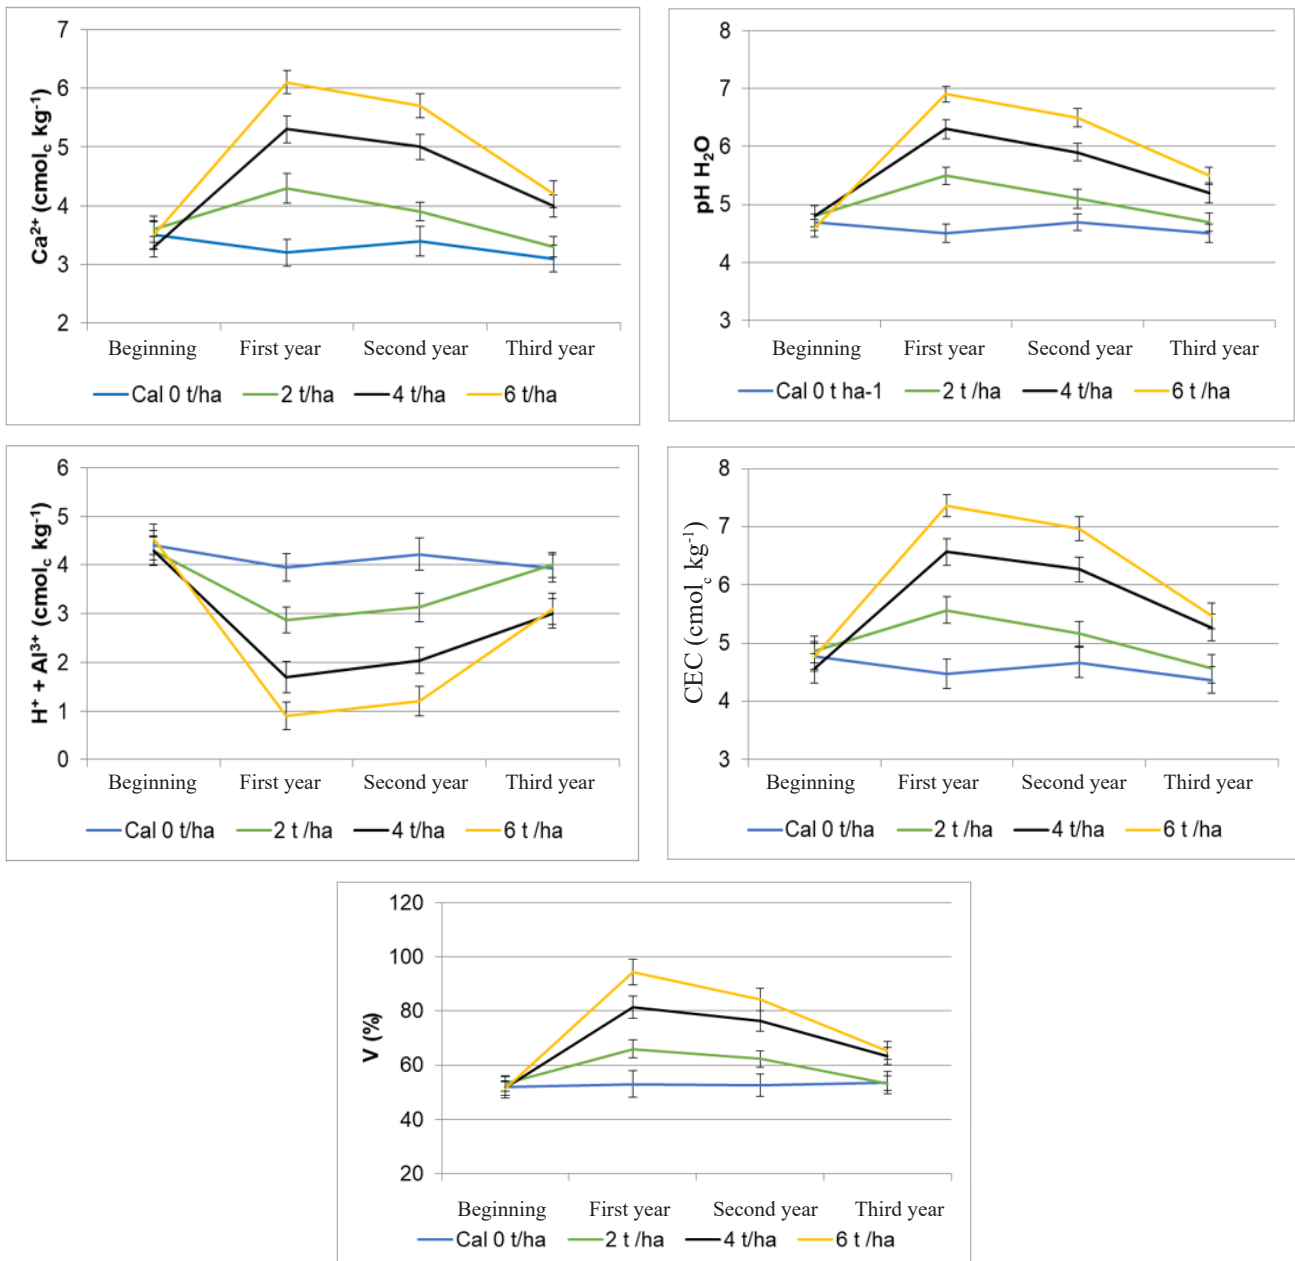 7
6
5
4
3
2
Ca²⁺ (cmol꜀ kg⁻¹)
Beginning First year Second year Third year
Cal 0 t/ha 2 t/ha 4 t/ha 6 t/ha
8
7
6
5
4
3
pH H₂O
Beginning First year Second year Third year
Cal 0 t ha-1 2 t /ha 4 t/ha 6 t /ha
6
5
4
3
2
1
0
H⁺ + Al³⁺ (cmol꜀ kg⁻¹)
Beginning First year Second year Third year
Cal 0 t/ha 2 t /ha 4 t/ha 6 t /ha
8
7
6
5
4
3
CEC (cmol꜀ kg⁻¹)
Beginning First year Second year Third year
Cal 0 t/ha 2 t /ha 4 t/ha 6 t /ha
120
100
80
60
40
20
V (%)
Beginning First year Second year Third year
Cal 0 t/ha 2 t /ha 4 t/ha 6 t /ha